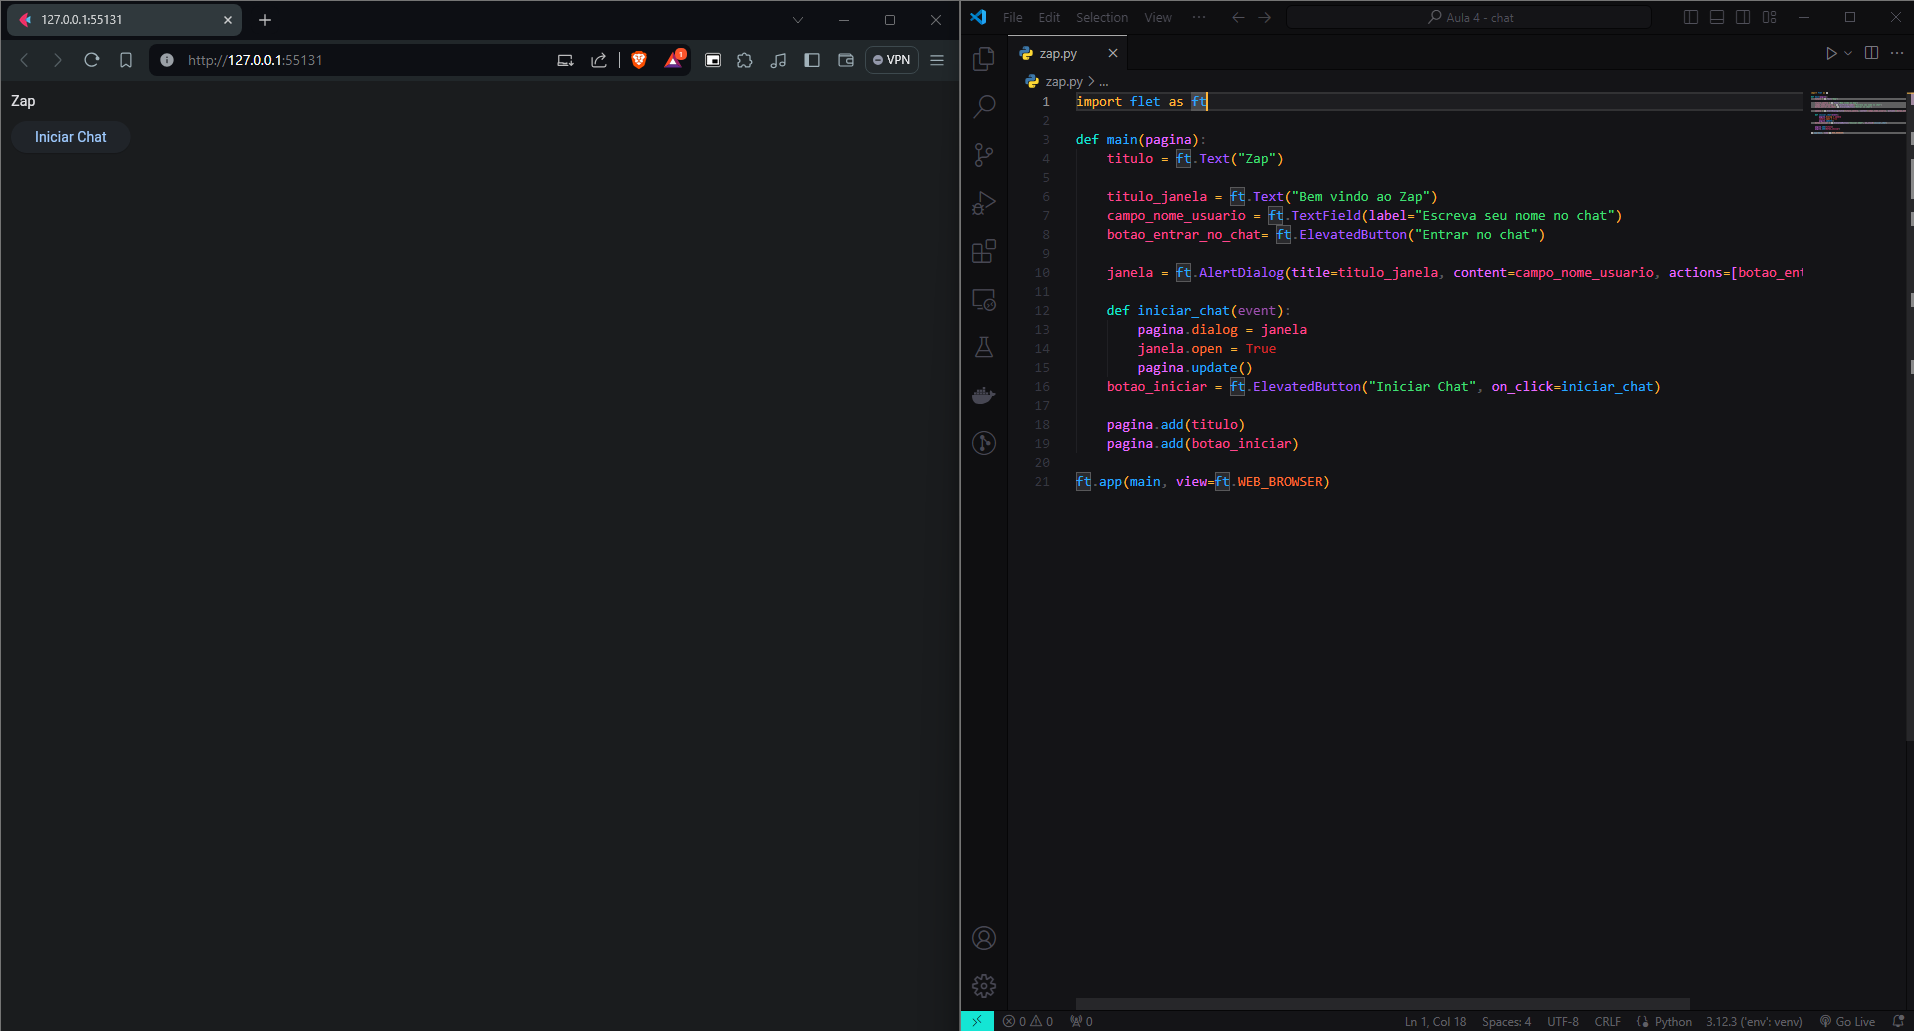 127.0.0.1:55131
http://127.0.0.1:55131
1
VPN
Zap
Iniciar Chat
File Edit Selection View ··· Aula 4 - chat
zap.py
zap.py > ...
1 import flet as ft
2
3 def main(pagina):
4 titulo = ft.Text("Zap")
5
6 titulo_janela = ft.Text("Bem vindo ao Zap")
7 campo_nome_usuario = ft.TextField(label="Escreva seu nome no chat")
8 botao_entrar_no_chat= ft.ElevatedButton("Entrar no chat")
9
10 janela = ft.AlertDialog(title=titulo_janela, content=campo_nome_usuario, actions=[botao_ent
11
12 def iniciar_chat(event):
13 pagina.dialog = janela
14 janela.open = True
15 pagina.update()
16 botao_iniciar = ft.ElevatedButton("Iniciar Chat", on_click=iniciar_chat)
17
18 pagina.add(titulo)
19 pagina.add(botao_iniciar)
20
21 ft.app(main, view=ft.WEB_BROWSER)
0 0 0 Ln 1, Col 18 Spaces: 4 UTF-8 CRLF Python 3.12.3 ('env': venv) Go Live